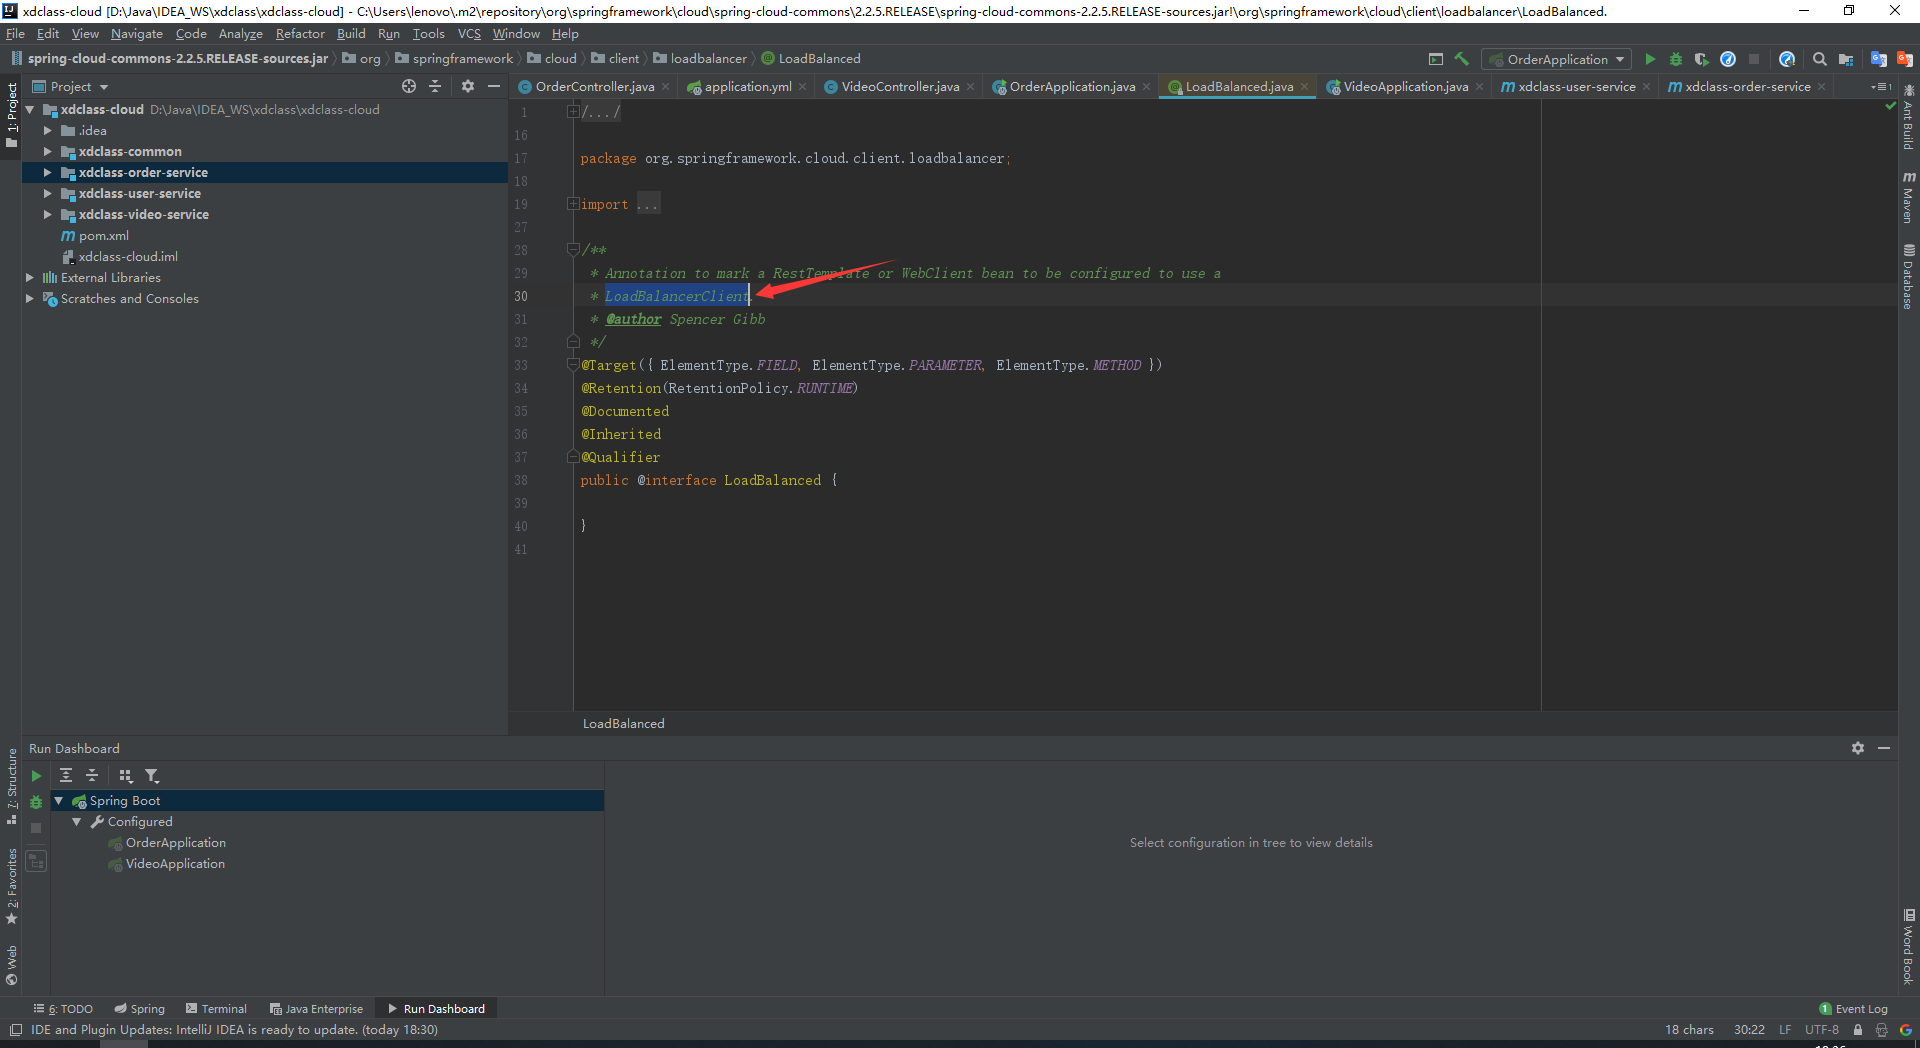 xdclass-cloud [D:\Java\IDEA_WS\xdclass\xdclass-cloud] - C:\Users\lenovo\.m2\repository\org\springframework\cloud\spring-cloud-commons\2.2.5.RELEASE\spring-cloud-commons-2.2.5.RELEASE-sources.jar!\org\springframework\cloud\client\loadbalancer\LoadBalanced.
File Edit View Navigate Code Analyze Refactor Build Run Tools VCS Window Help
spring-cloud-commons-2.2.5.RELEASE-sources.jar org springframework cloud client loadbalancer LoadBalanced
OrderApplication
Project
OrderController.java application.yml VideoController.java OrderApplication.java LoadBalanced.java VideoApplication.java xdclass-user-service xdclass-order-service
1: Project
xdclass-cloud D:\Java\IDEA_WS\xdclass\xdclass-cloud
.idea
xdclass-common
xdclass-order-service
xdclass-user-service
xdclass-video-service
pom.xml
xdclass-cloud.iml
External Libraries
Scratches and Consoles
1 /.../
16
17 package org.springframework.cloud.client.loadbalancer;
18
19 import ...
27
28 /**
29 * Annotation to mark a RestTemplate or WebClient bean to be configured to use a
30 * LoadBalancerClient.
31 * @author Spencer Gibb
32 */
33 @Target({ ElementType.FIELD, ElementType.PARAMETER, ElementType.METHOD })
34 @Retention(RetentionPolicy.RUNTIME)
35 @Documented
36 @Inherited
37 @Qualifier
38 public @interface LoadBalanced {
39
40 }
41
LoadBalanced
Ant Build
Maven
Database
Word Book
Run Dashboard
7: Structure
2: Favorites
Web
Spring Boot
Configured
OrderApplication
VideoApplication
Select configuration in tree to view details
6: TODO Spring Terminal Java Enterprise Run Dashboard 1 Event Log
IDE and Plugin Updates: IntelliJ IDEA is ready to update. (today 18:30) 18 chars 30:22 LF UTF-8